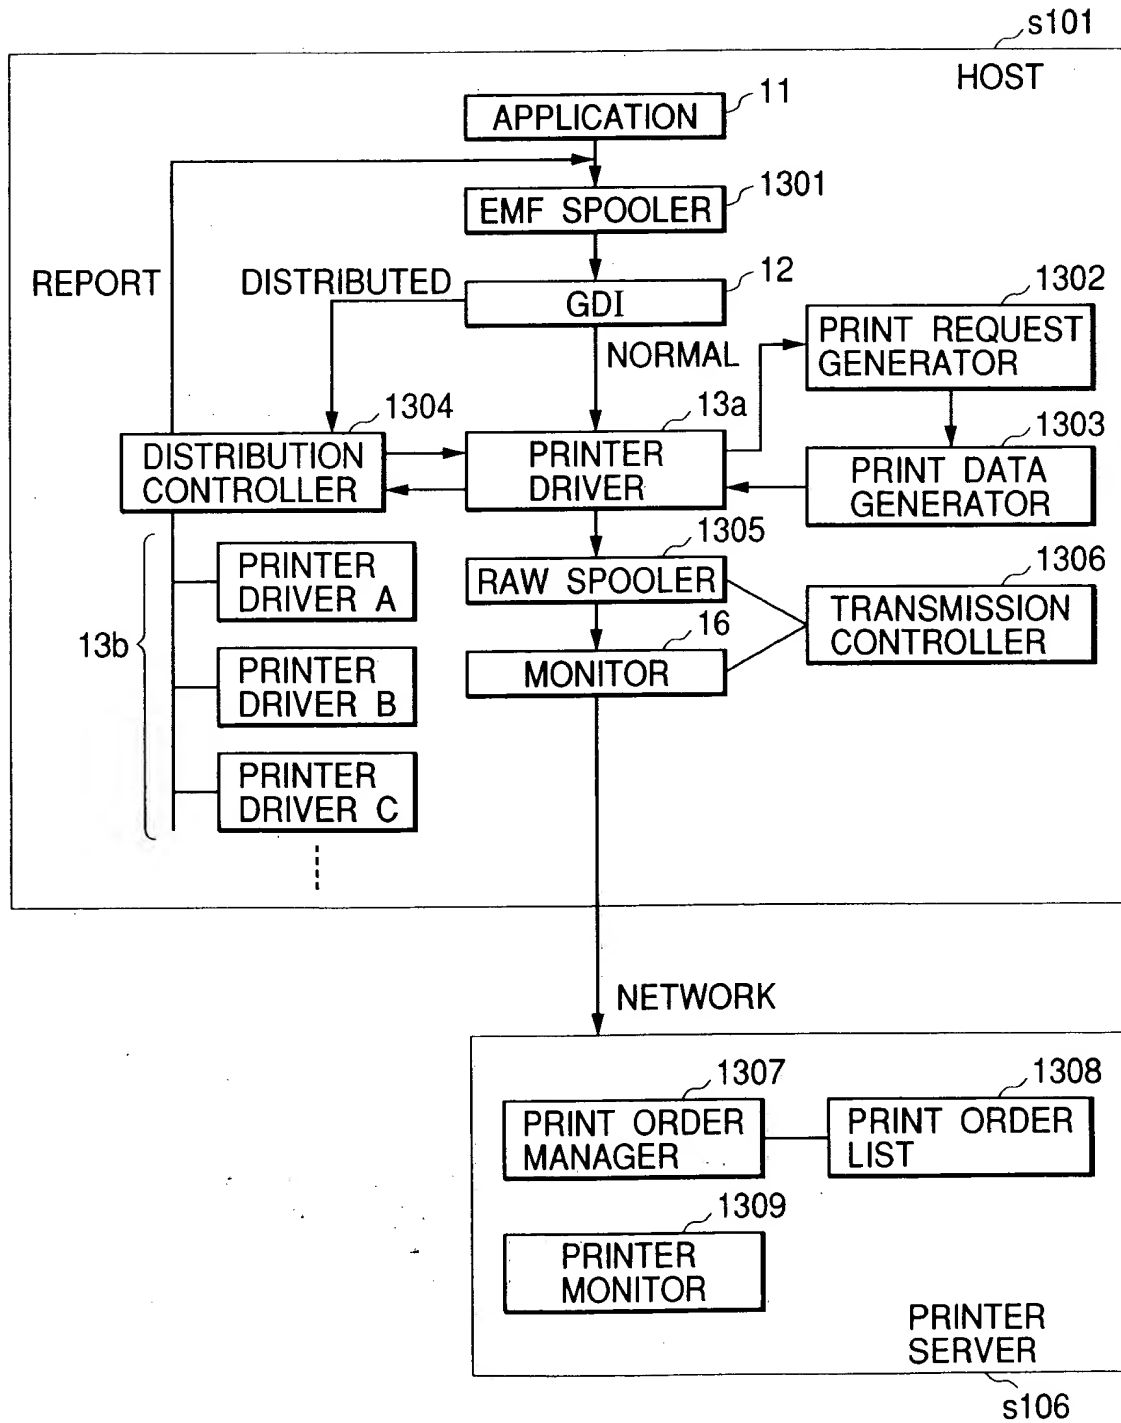 s101
HOST
11
APPLICATION
1301
EMF SPOOLER
REPORT
DISTRIBUTED
12
GDI
NORMAL
1302
PRINT REQUEST
GENERATOR
1304
DISTRIBUTION
CONTROLLER
13a
PRINTER
DRIVER
1303
PRINT DATA
GENERATOR
1305
RAW SPOOLER
1306
TRANSMISSION
CONTROLLER
16
MONITOR
13b
PRINTER
DRIVER A
PRINTER
DRIVER B
PRINTER
DRIVER C
NETWORK
1307
PRINT ORDER
MANAGER
1308
PRINT ORDER
LIST
1309
PRINTER
MONITOR
PRINTER
SERVER
s106